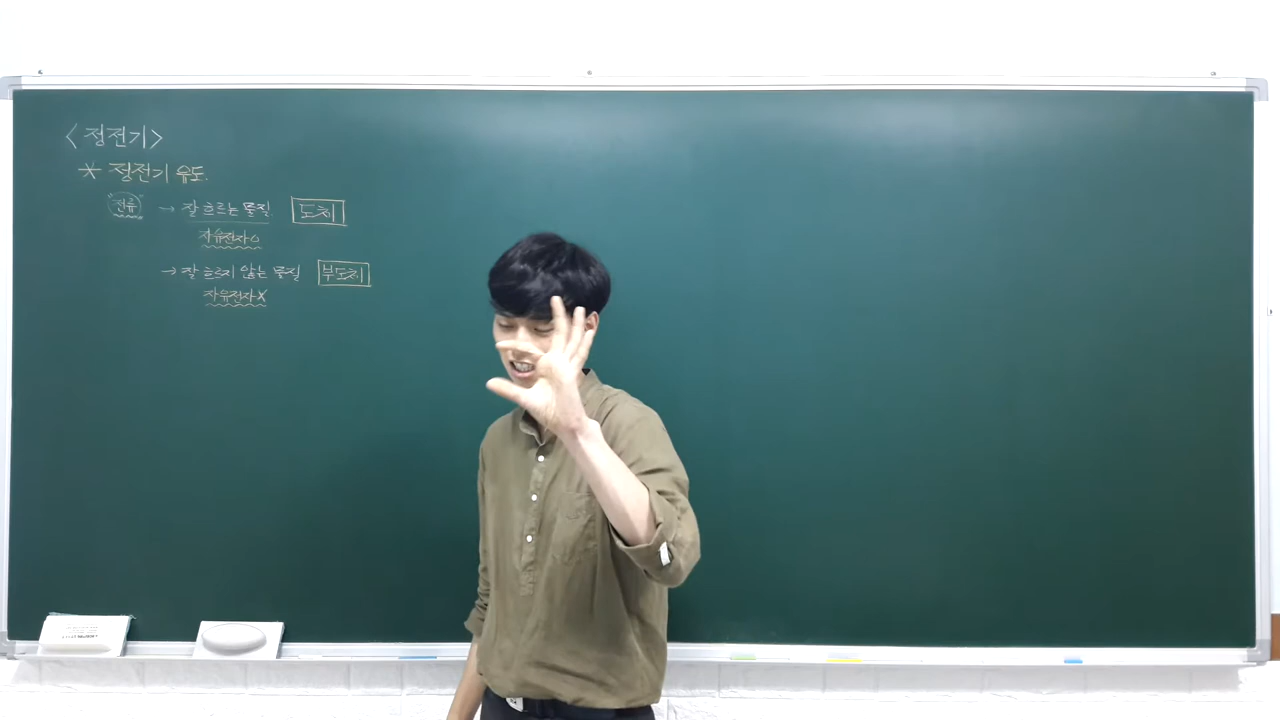 <정전기>
* 정전기 유도.
"전류" → 잘 흐르는 물질 도체
자유전자 O
→ 잘 흐르지 않는 물질 부도체
자유전자 X